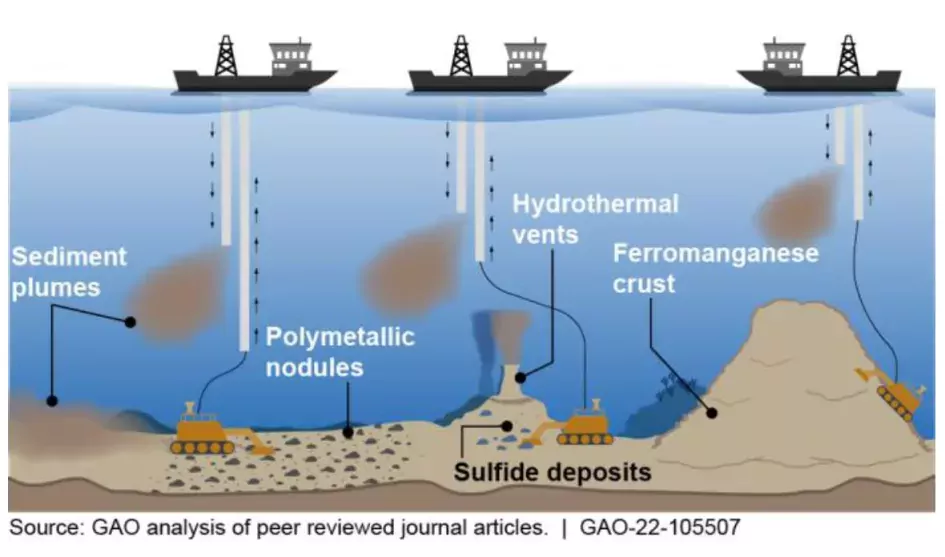 Hydrothermal
vents
Sediment
plumes
Ferromanganese
crust
Polymetallic
nodules
Sulfide deposits
Source: GAO analysis of peer reviewed journal articles. | GAO-22-105507